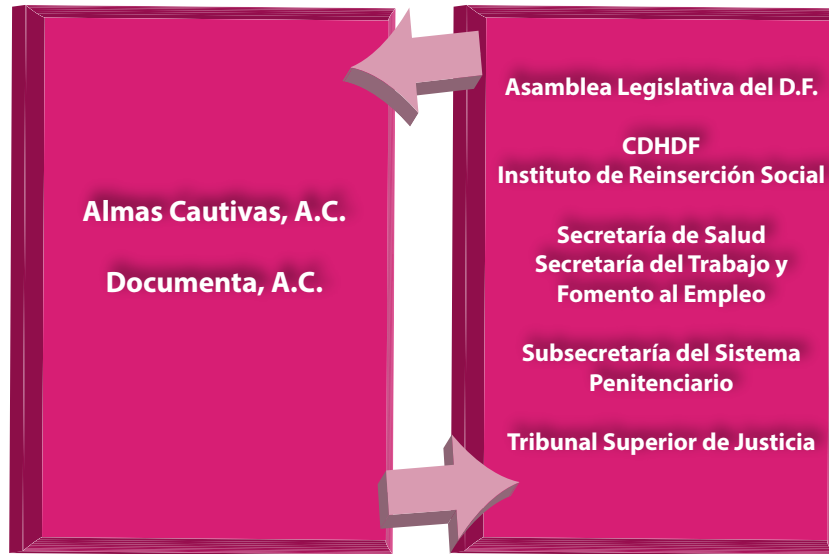 Almas Cautivas, A.C.
Documenta, A.C.
Asamblea Legislativa del D.F.
CDHDF
Instituto de Reinserción Social
Secretaría de Salud
Secretaría del Trabajo y
Fomento al Empleo
Subsecretaría del Sistema
Penitenciario
Tribunal Superior de Justicia